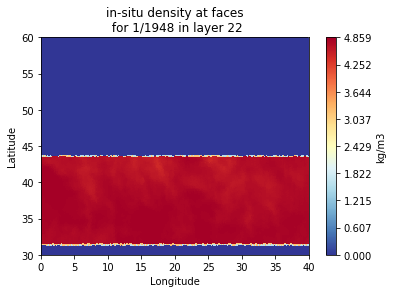 in-situ density at faces
for 1/1948 in layer 22
60
55
50
45
40
35
30
Latitude
0 5 10 15 20 25 30 35 40
Longitude
4.859
4.252
3.644
3.037
2.429
1.822
1.215
0.607
0.000
kg/m3